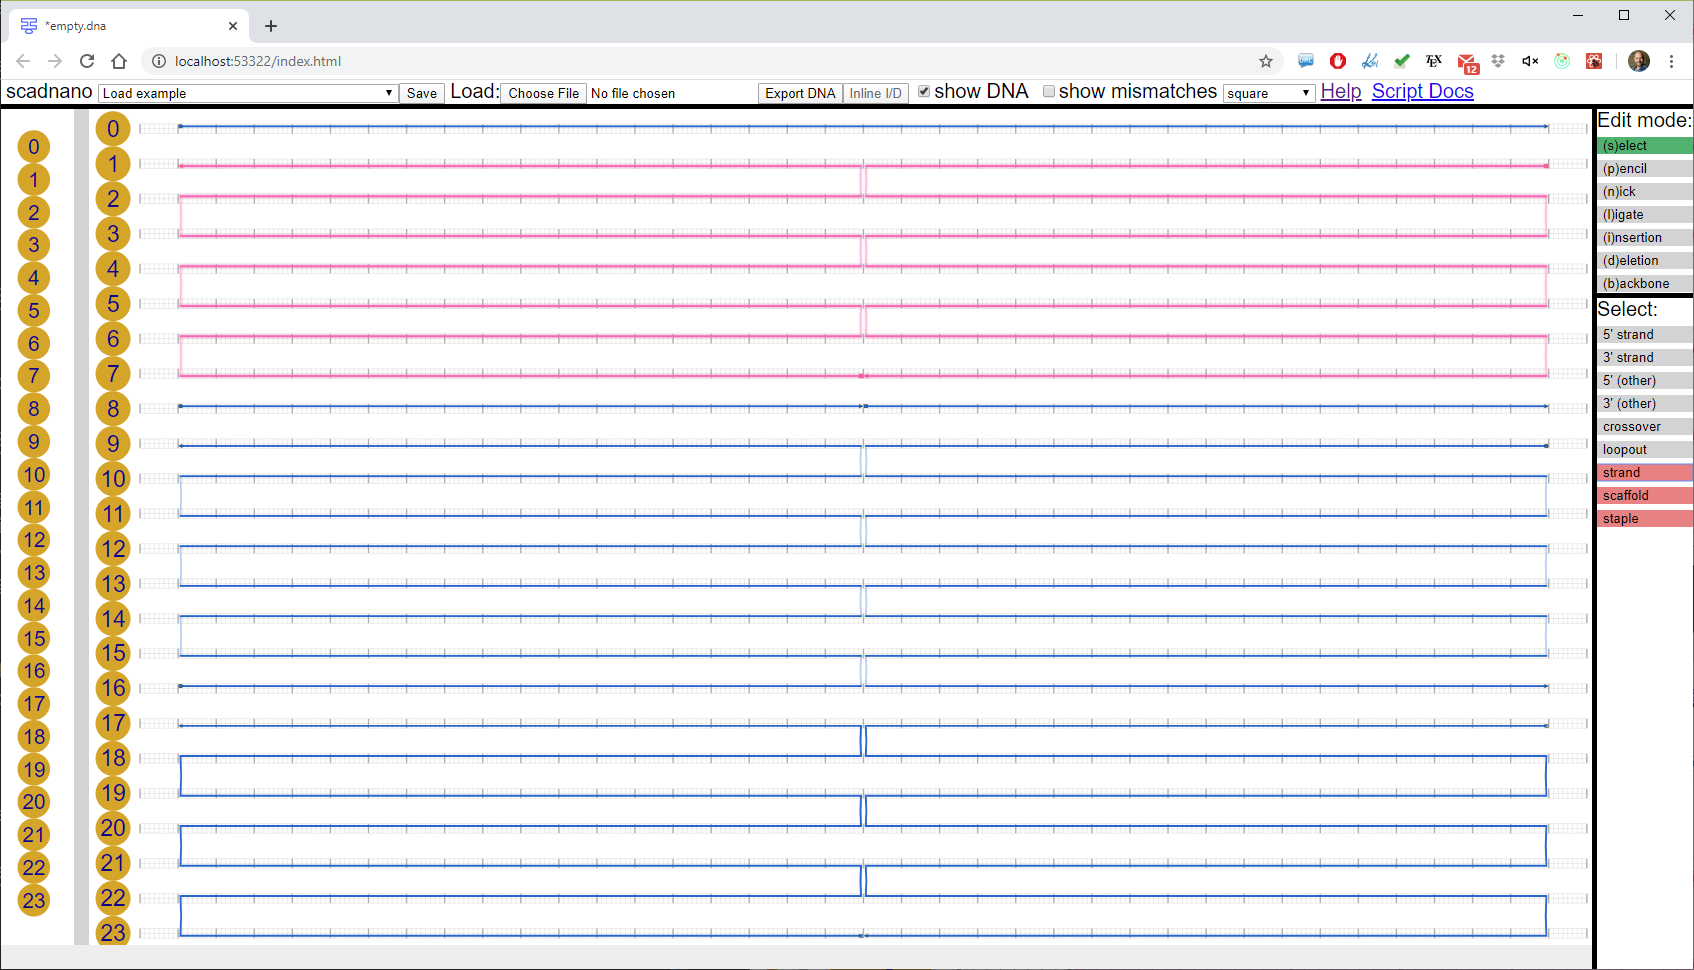 *empty.dna
localhost:53322/index.html
12
scadnano Load example Save Load: Choose File No file chosen Export DNA Inline I/D show DNA show mismatches square Help Script Docs
0
1
2
3
4
5
6
7
8
9
10
11
12
13
14
15
16
17
18
19
20
21
22
23
0
1
2
3
4
5
6
7
8
9
10
11
12
13
14
15
16
17
18
19
20
21
22
23
Edit mode:
(s)elect
(p)encil
(n)ick
(l)igate
(i)nsertion
(d)eletion
(b)ackbone
Select:
5' strand
3' strand
5' (other)
3' (other)
crossover
loopout
strand
scaffold
staple